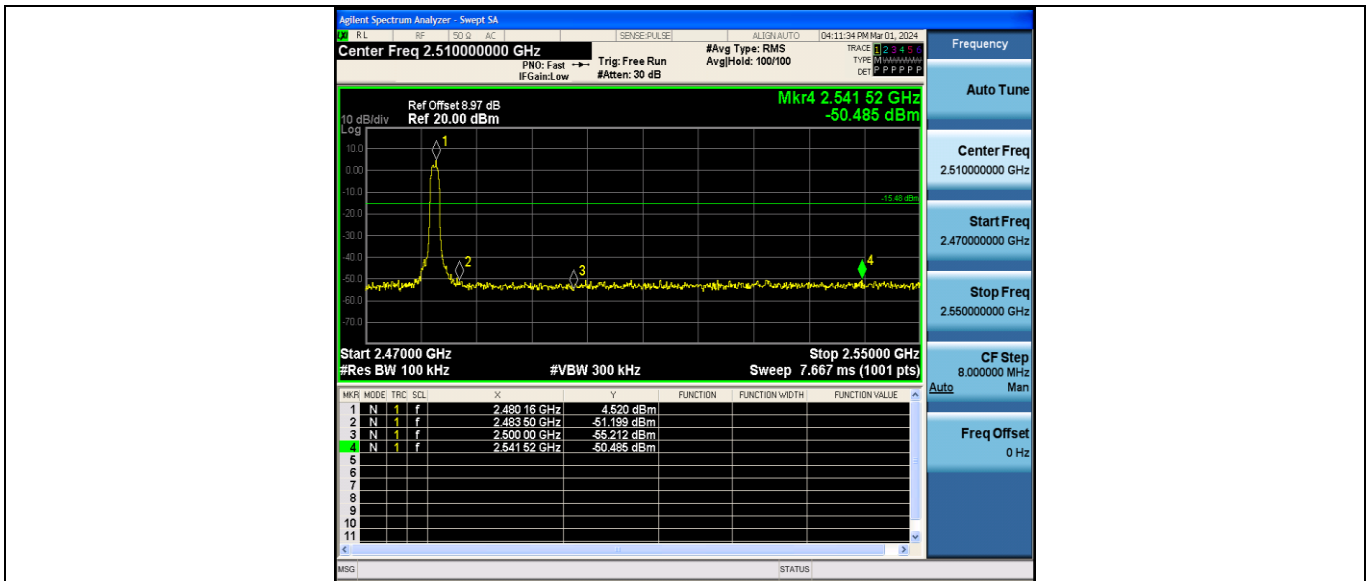 Agilent Spectrum Analyzer - Swept SA
RL RF 50 Ω AC SENSE:PULSE ALIGN AUTO 04:11:34 PM Mar 01, 2024
Center Freq 2.510000000 GHz #Avg Type: RMS TRACE 1 2 3 4 5 6
PNO: Fast Trig: Free Run Avg|Hold: 100/100 TYPE M
IFGain:Low #Atten: 30 dB DET P P P P P P
Mkr4 2.541 52 GHz
-50.485 dBm
Ref Offset 8.97 dB
10 dB/div Ref 20.00 dBm
Log
10.0
0.00
-10.0
-20.0
-30.0
-40.0
-50.0
-60.0
-70.0
1
2
3
4
-15.48 dBm
Start 2.47000 GHz Stop 2.55000 GHz
#Res BW 100 kHz #VBW 300 kHz Sweep 7.667 ms (1001 pts)
MKR MODE TRC SCL X Y FUNCTION FUNCTION WIDTH FUNCTION VALUE
1 N 1 f 2.480 16 GHz 4.520 dBm
2 N 1 f 2.483 50 GHz -51.199 dBm
3 N 1 f 2.500 00 GHz -55.212 dBm
4 N 1 f 2.541 52 GHz -50.485 dBm
5
6
7
8
9
10
11
MSG STATUS
Frequency
Auto Tune
Center Freq
2.510000000 GHz
Start Freq
2.470000000 GHz
Stop Freq
2.550000000 GHz
CF Step
8.000000 MHz
Auto Man
Freq Offset
0 Hz